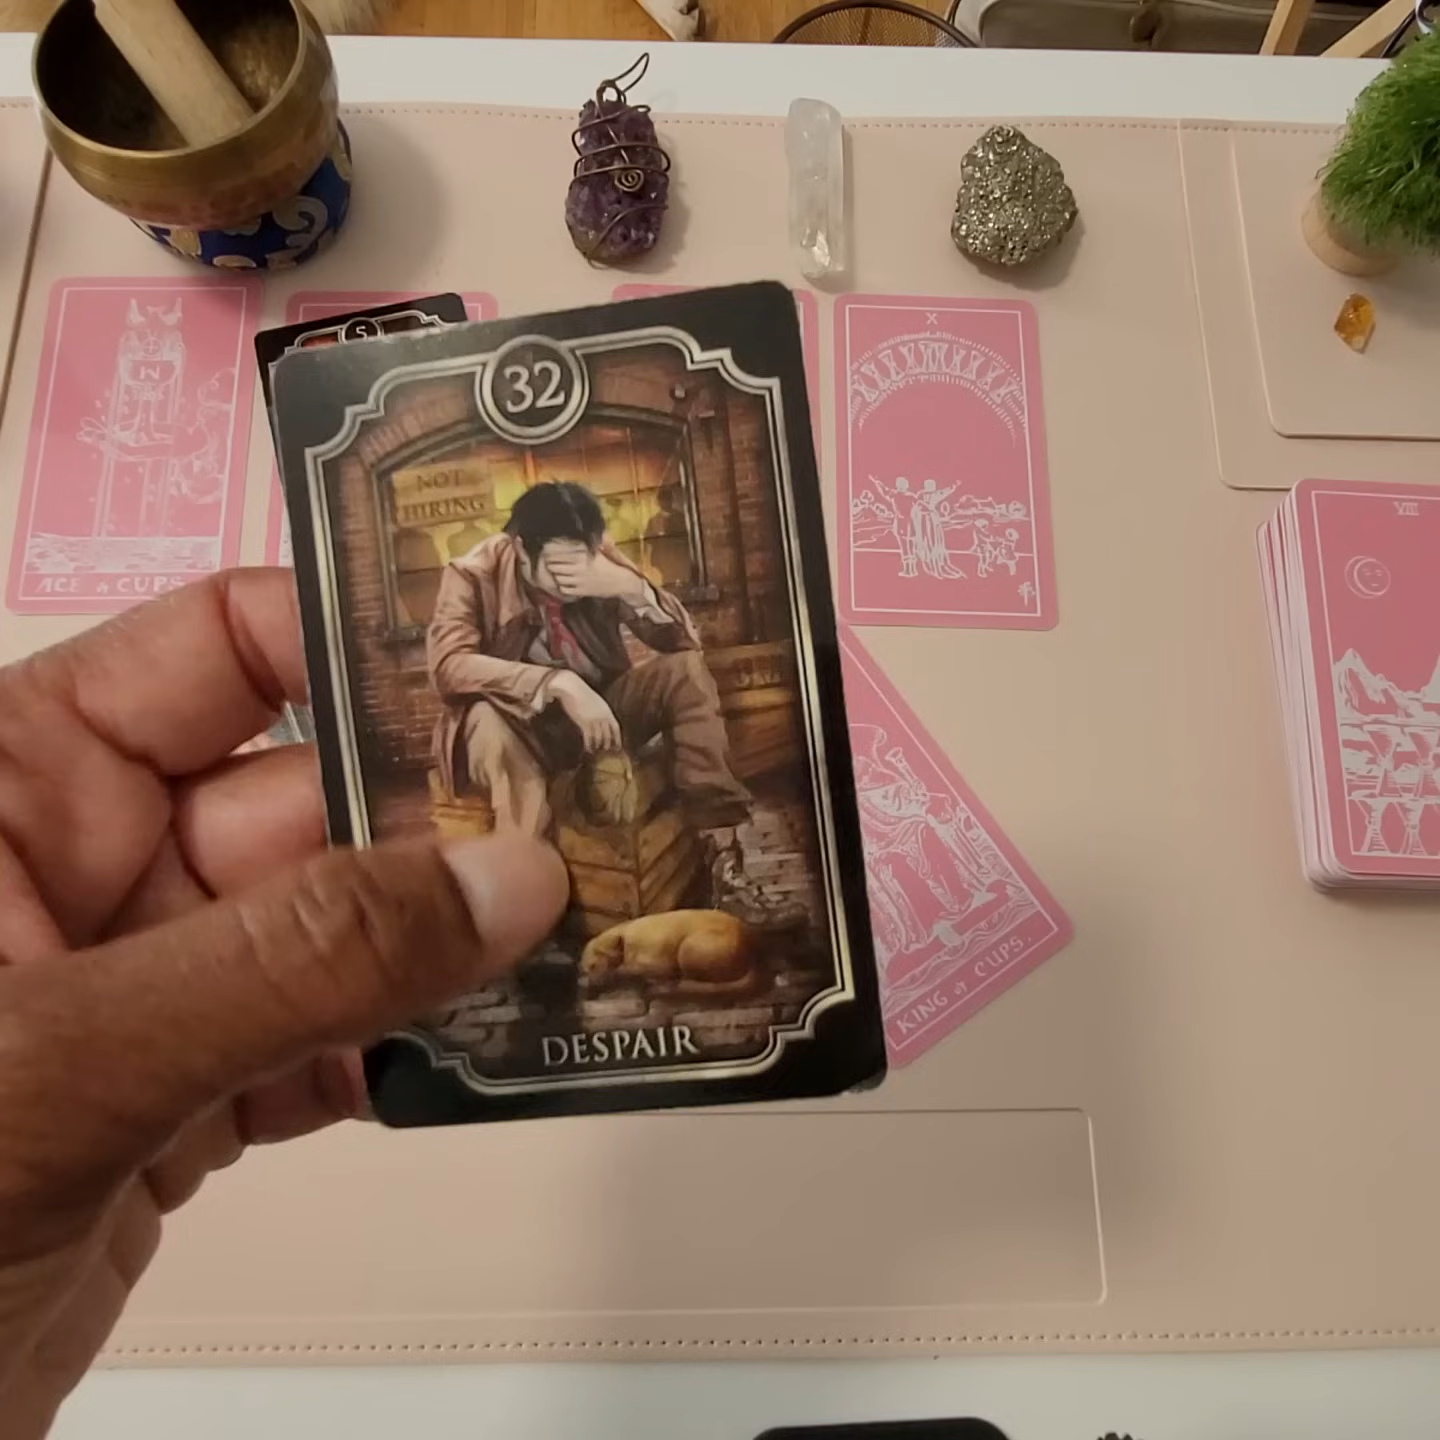 5
X
32
NOT
HIRING
VIII
ACE of CUPS
KING of CUPS.
DESPAIR